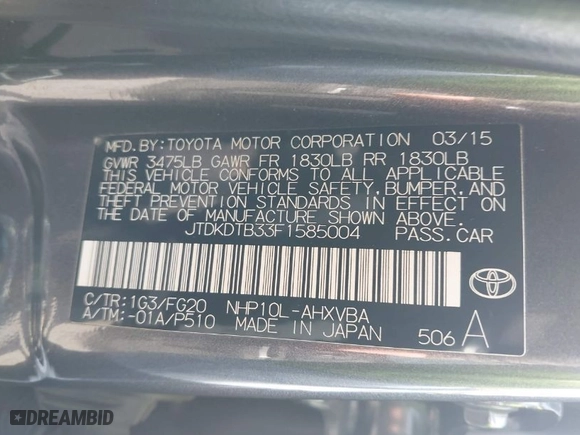 MFD.BY:TOYOTA MOTOR CORPORATION 03/15
GVWR 3475LB GAWR FR 1830LB RR 1830LB
THIS VEHICLE CONFORMS TO ALL APPLICABLE
FEDERAL MOTOR VEHICLE SAFETY, BUMPER, AND
THEFT PREVENTION STANDARDS IN EFFECT ON
THE DATE OF MANUFACTURE SHOWN ABOVE.
JTDKDTB33F1585004 PASS.CAR
C/TR:1G3/FG20 NHP10L-AHXVBA
A/TM:-01A/P510 MADE IN JAPAN 506 A
TOYOTA
DREAMBID